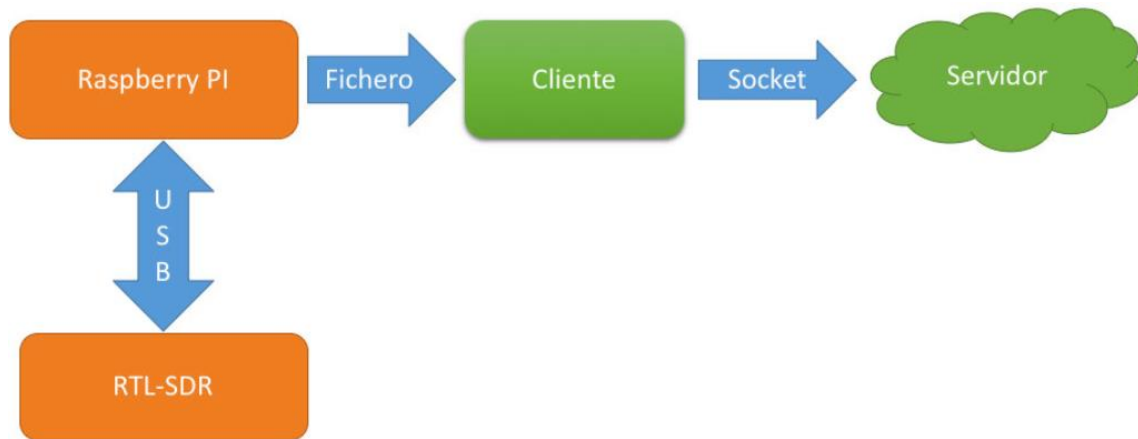 Raspberry PI
Fichero
Cliente
Socket
Servidor
U
S
B
RTL-SDR